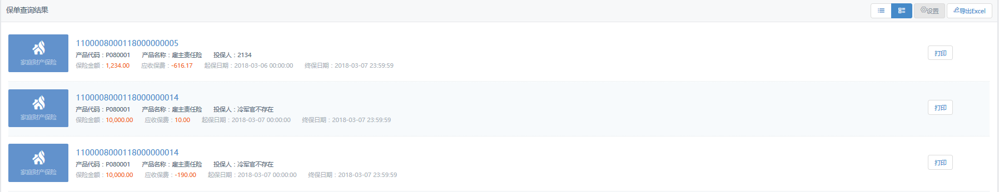 保单查询结果
设置
导出Excel
家庭财产保险
1100008000118000000005
产品代码：P080001 产品名称：雇主责任险 投保人：2134
保险金额：1,234.00 应收保费：-616.17 起保日期：2018-03-06 00:00:00 终保日期：2018-03-07 23:59:59
打印
家庭财产保险
1100008000118000000014
产品代码：P080001 产品名称：雇主责任险 投保人：冷军官不存在
保险金额：10,000.00 应收保费：10.00 起保日期：2018-03-07 00:00:00 终保日期：2018-03-07 23:59:59
打印
家庭财产保险
1100008000118000000014
产品代码：P080001 产品名称：雇主责任险 投保人：冷军官不存在
保险金额：10,000.00 应收保费：-190.00 起保日期：2018-03-07 00:00:00 终保日期：2018-03-07 23:59:59
打印